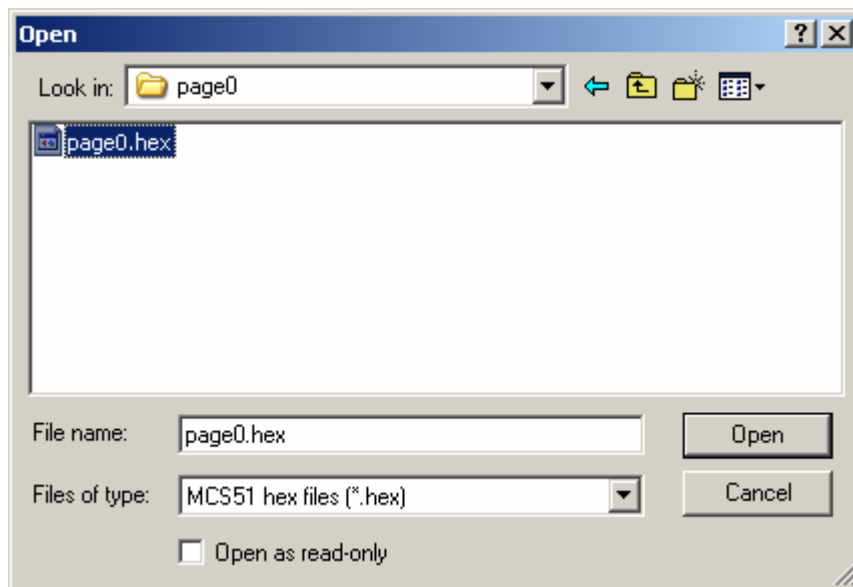 Open
Look in: page0
page0.hex
File name: page0.hex Open
Files of type: MCS51 hex files (*.hex) Cancel
Open as read-only